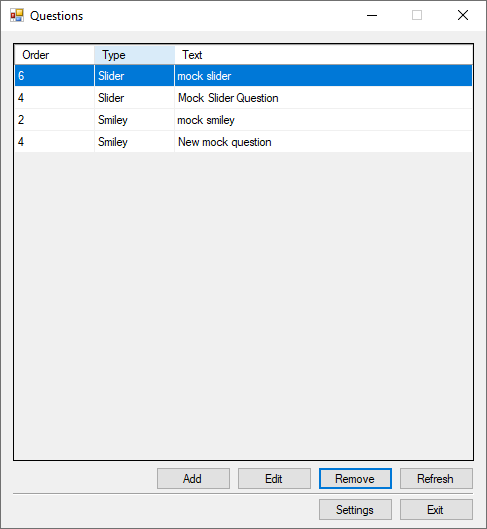 Questions
Order Type Text
6 Slider mock slider
4 Slider Mock Slider Question
2 Smiley mock smiley
4 Smiley New mock question
Add Edit Remove Refresh
Settings Exit